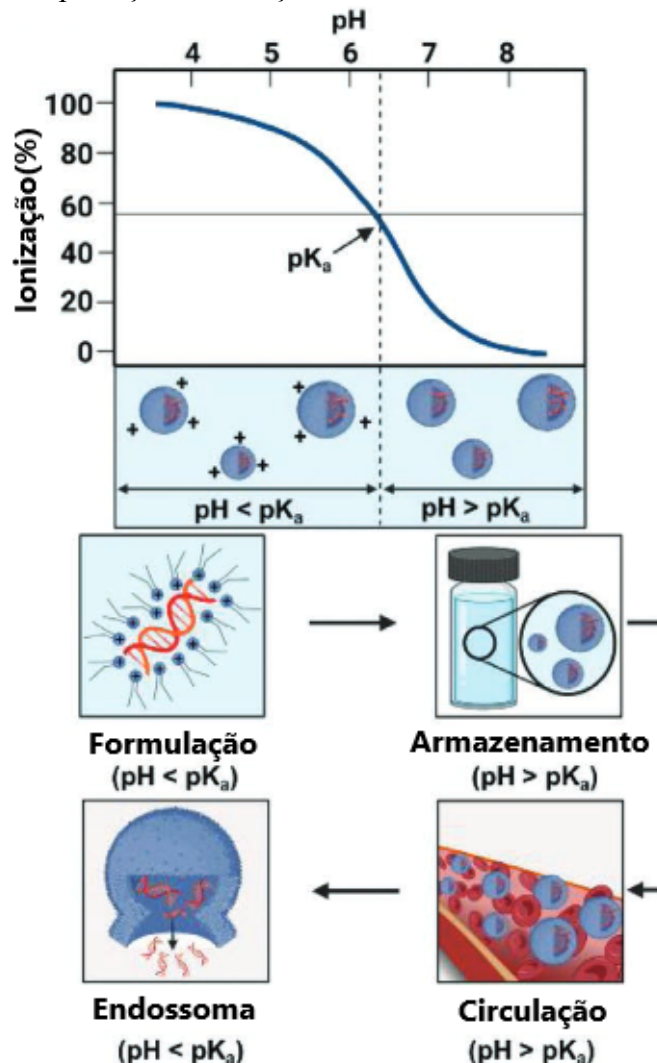 pH
4 5 6 7 8
100
80
60
40
20
0
Ionização(%)
pKa
+ + + + + + + + +
pH < pKa pH > pKa
+ + + + + + + + + +
Formulação
(pH < pKa)
Armazenamento
(pH > pKa)
Endossoma
(pH < pKa)
Circulação
(pH > pKa)